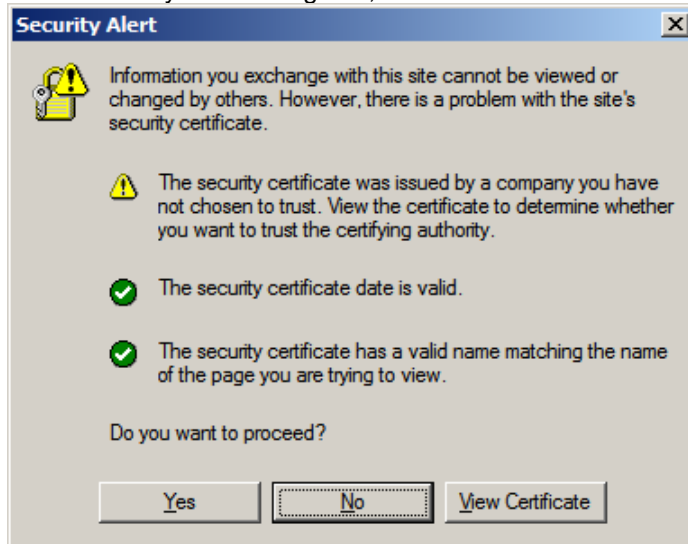 Security Alert
Information you exchange with this site cannot be viewed or
changed by others. However, there is a problem with the site's
security certificate.
The security certificate was issued by a company you have
not chosen to trust. View the certificate to determine whether
you want to trust the certifying authority.
The security certificate date is valid.
The security certificate has a valid name matching the name
of the page you are trying to view.
Do you want to proceed?
Yes No View Certificate